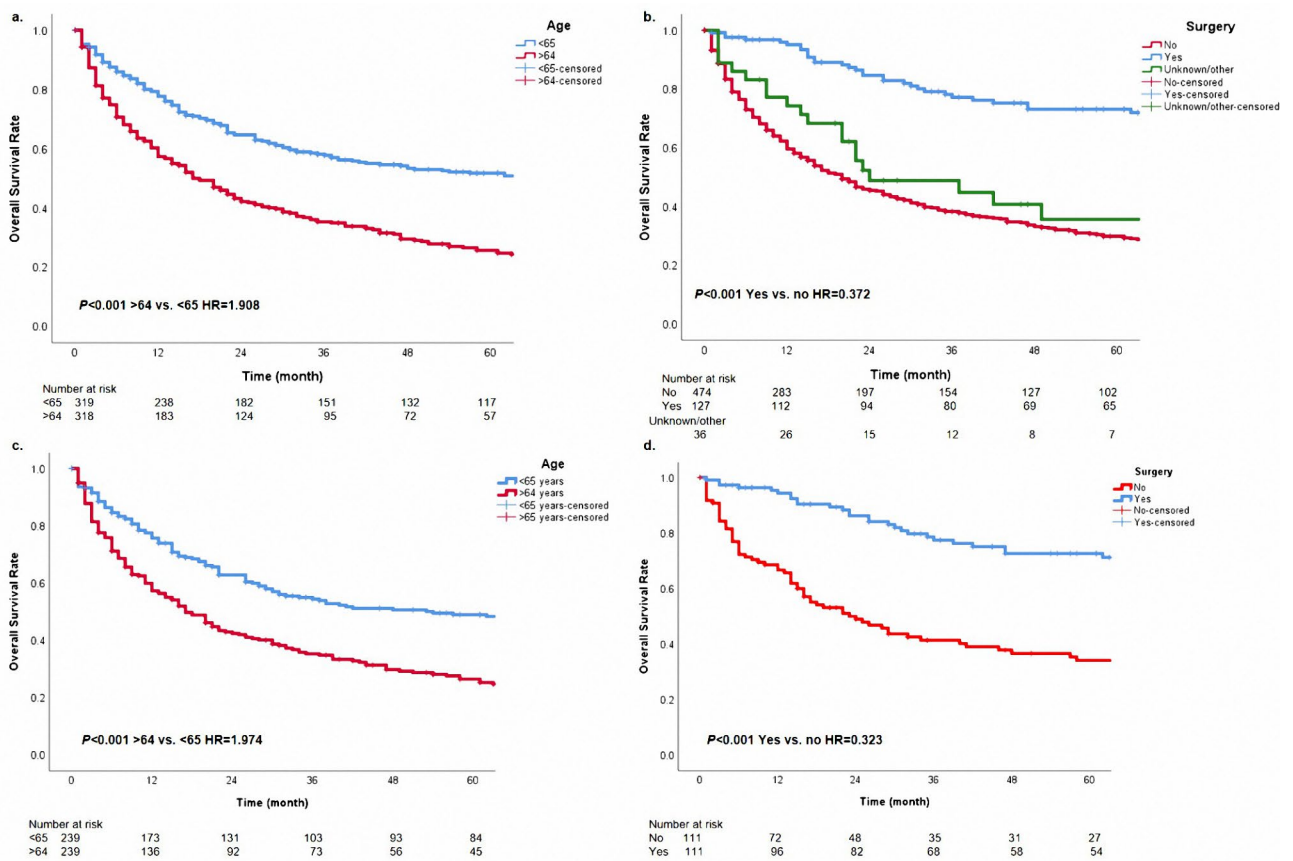 a.
Age
<65
>64
<65-censored
>64-censored
1.0
0.8
0.6
0.4
0.2
0.0
Overall Survival Rate
P<0.001 >64 vs. <65 HR=1.908
0 12 24 36 48 60
Time (month)
Number at risk
<65 319 238 182 151 132 117
>64 318 183 124 95 72 57
b.
Surgery
No
Yes
Unknown/other
No-censored
Yes-censored
Unknown/other-censored
1.0
0.8
0.6
0.4
0.2
0.0
Overall Survival Rate
P<0.001 Yes vs. no HR=0.372
0 12 24 36 48 60
Time (month)
Number at risk
No 474 283 197 154 127 102
Yes 127 112 94 80 69 65
Unknown/other
36 26 15 12 8 7
c.
Age
<65 years
>64 years
<65 years-censored
>65 years-censored
1.0
0.8
0.6
0.4
0.2
0.0
Overall Survival Rate
P<0.001 >64 vs. <65 HR=1.974
0 12 24 36 48 60
Time (month)
Number at risk
<65 239 173 131 103 93 84
>64 239 136 92 73 56 45
d.
Surgery
No
Yes
No-censored
Yes-censored
1.0
0.8
0.6
0.4
0.2
0.0
Overall Survival Rate
P<0.001 Yes vs. no HR=0.323
0 12 24 36 48 60
Time (month)
Number at risk
No 111 72 48 35 31 27
Yes 111 96 82 68 58 54